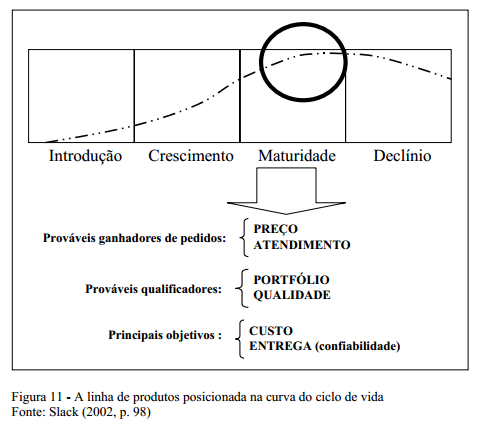 Introdução Crescimento Maturidade Declínio
Prováveis ganhadores de pedidos: PREÇO
ATENDIMENTO
Prováveis qualificadores: PORTFÓLIO
QUALIDADE
Principais objetivos : CUSTO
ENTREGA (confiabilidade)
Figura 11 - A linha de produtos posicionada na curva do ciclo de vida
Fonte: Slack (2002, p. 98)